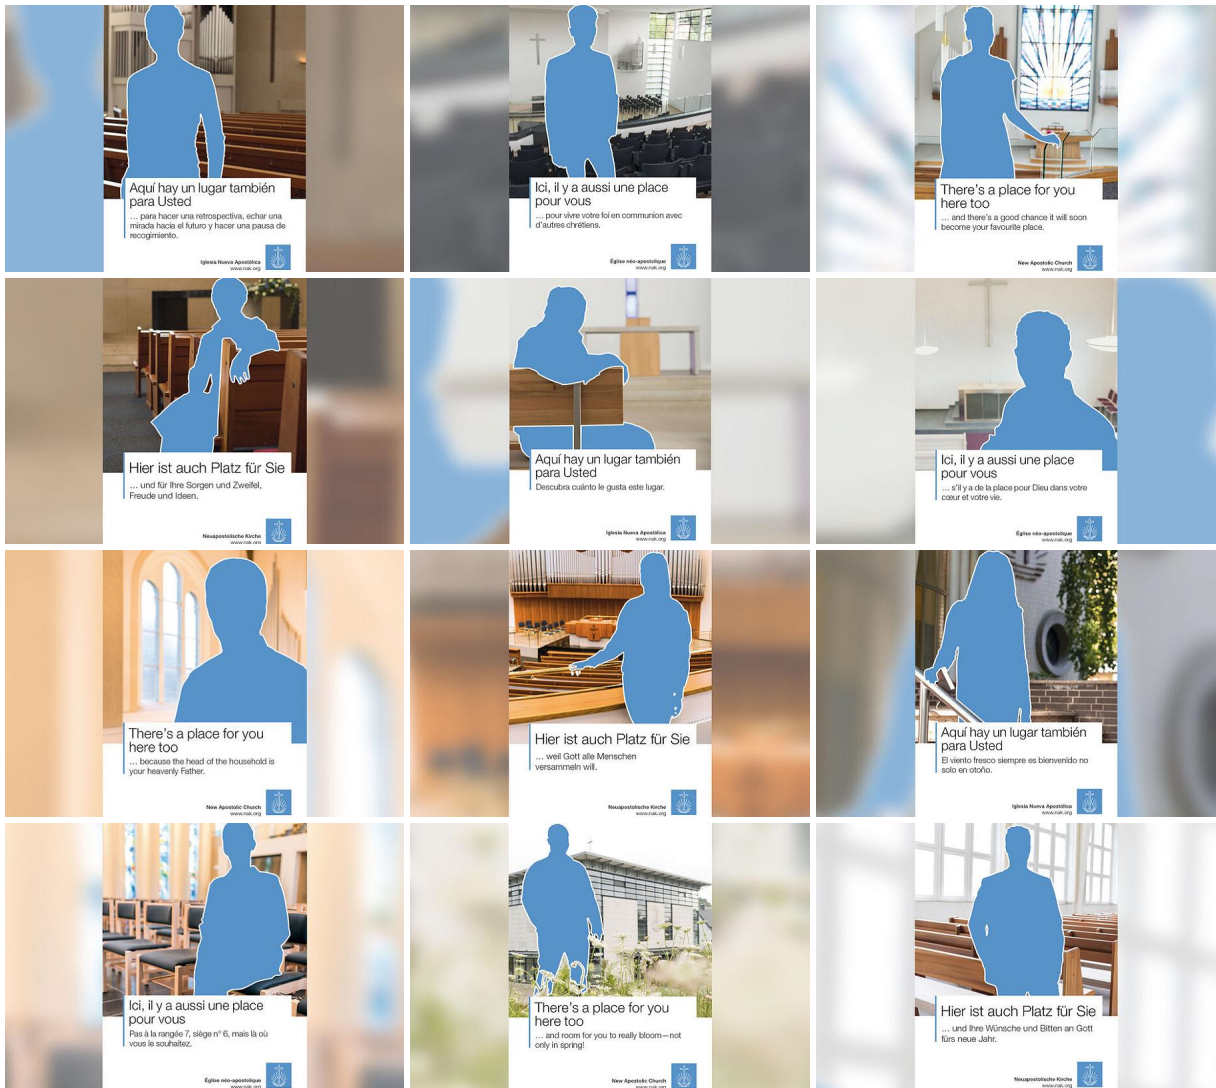 Aquí hay un lugar también
para Usted
... para hacer una retrospectiva, echar una
mirada hacia el futuro y hacer una pausa de
recogimiento.
Iglesia Nueva Apostólica
www.nak.org
Ici, il y a aussi une place
pour vous
... pour vivre votre foi en communion avec
d'autres chrétiens.
Église néo-apostolique
www.nak.org
There's a place for you
here too
... and there's a good chance it will soon
become your favourite place.
New Apostolic Church
www.nak.org
Hier ist auch Platz für Sie
... und für Ihre Sorgen und Zweifel,
Freude und Ideen.
Neuapostolische Kirche
www.nak.org
Aquí hay un lugar también
para Usted
Descubra cuánto le gusta este lugar.
Iglesia Nueva Apostólica
www.nak.org
Ici, il y a aussi une place
pour vous
... s'il y a de la place pour Dieu dans votre
cœur et votre vie.
Église néo-apostolique
www.nak.org
There's a place for you
here too
... because the head of the household is
your heavenly Father.
New Apostolic Church
www.nak.org
Hier ist auch Platz für Sie
... weil Gott alle Menschen
versammeln will.
Neuapostolische Kirche
www.nak.org
Aquí hay un lugar también
para Usted
El viento fresco siempre es bienvenido no
solo en otoño.
Iglesia Nueva Apostólica
www.nak.org
Ici, il y a aussi une place
pour vous
Pas à la rangée 7, siège n° 6, mais là où
vous le souhaitez.
Église néo-apostolique
www.nak.org
There's a place for you
here too
... and room for you to really bloom—not
only in spring!
New Apostolic Church
www.nak.org
Hier ist auch Platz für Sie
... und Ihre Wünsche und Bitten an Gott
fürs neue Jahr.
Neuapostolische Kirche
www.nak.org